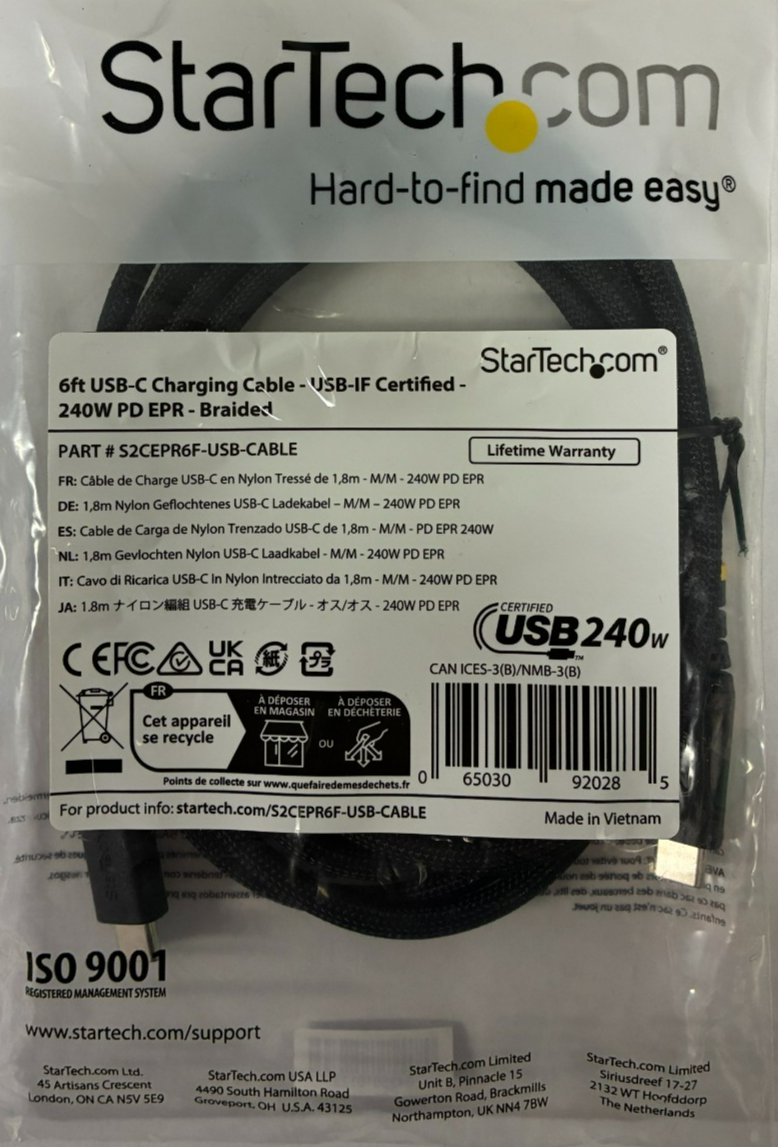 StarTech.com
Hard-to-find made easy®
StarTech.com®
6ft USB-C Charging Cable - USB-IF Certified -
240W PD EPR - Braided
PART # S2CEPR6F-USB-CABLE
Lifetime Warranty
FR: Câble de Charge USB-C en Nylon Tressé de 1,8m - M/M - 240W PD EPR
DE: 1,8m Nylon Geflochtenes USB-C Ladekabel – M/M – 240W PD EPR
ES: Cable de Carga de Nylon Trenzado USB-C de 1,8m - M/M - PD EPR 240W
NL: 1,8m Gevlochten Nylon USB-C Laadkabel - M/M - 240W PD EPR
IT: Cavo di Ricarica USB-C In Nylon Intrecciato da 1,8m - M/M - 240W PD EPR
JA: 1.8m ナイロン編組 USB-C 充電ケーブル - オス/オス - 240W PD EPR
CERTIFIED
USB 240W
™
CE FC UK
CA 紙 プラ
CAN ICES-3(B)/NMB-3(B)
FR
Cet appareil
se recycle
À DÉPOSER
EN MAGASIN
OU
À DÉPOSER
EN DÉCHÈTERIE
Points de collecte sur www.quefairedemesdechets.fr
0 65030 92028 5
For product info: startech.com/S2CEPR6F-USB-CABLE
Made in Vietnam
ISO 9001
REGISTERED MANAGEMENT SYSTEM
www.startech.com/support
StarTech.com Ltd.
45 Artisans Crescent
London, ON CA N5V 5E9
StarTech.com USA LLP
4490 South Hamilton Road
Groveport, OH U.S.A. 43125
StarTech.com Limited
Unit B, Pinnacle 15
Gowerton Road, Brackmills
Northampton, UK NN4 7BW
StarTech.com Limited
Siriusdreef 17-27
2132 WT Hoofddorp
The Netherlands